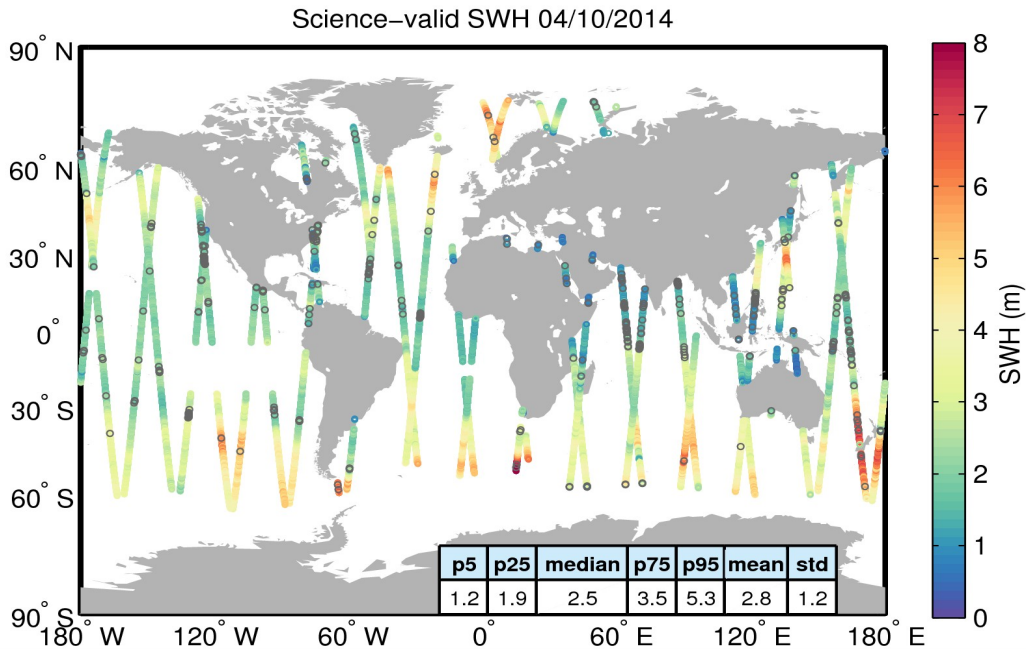 Science−valid SWH 04/10/2014
90° N
60° N
30° N
0°
30° S
60° S
90° S
180° W
120° W
60° W
0°
60° E
120° E
180° E
p5 p25 median p75 p95 mean std
1.2 1.9 2.5 3.5 5.3 2.8 1.2
8
7
6
5
4
3
2
1
0
SWH (m)